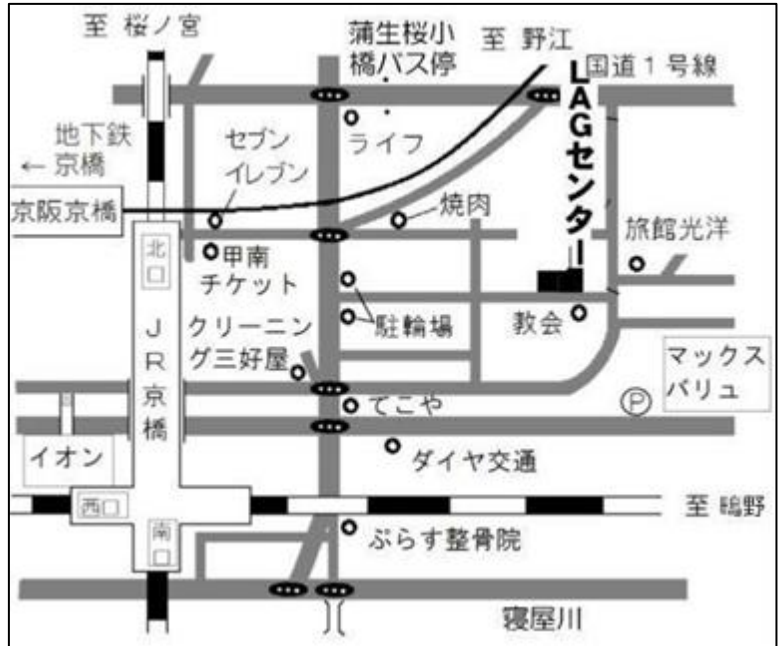 至 桜ノ宮
蒲生桜小
橋バス停
至 野江
国道1号線
LAGセンター
地下鉄
← 京橋
セブン
イレブン
ライフ
京阪京橋
焼肉
旅館光洋
北口
甲南
チケット
駐輪場
教会
JR京橋
クリーニン
グ三好屋
マックス
バリュ
てこや
P
イオン
ダイヤ交通
西口
至 鴫野
南口
ぷらす整骨院
寝屋川